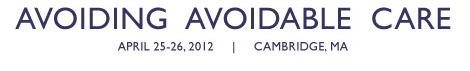 AVOIDING AVOIDABLE CARE
APRIL 25-26, 2012 | CAMBRIDGE, MA